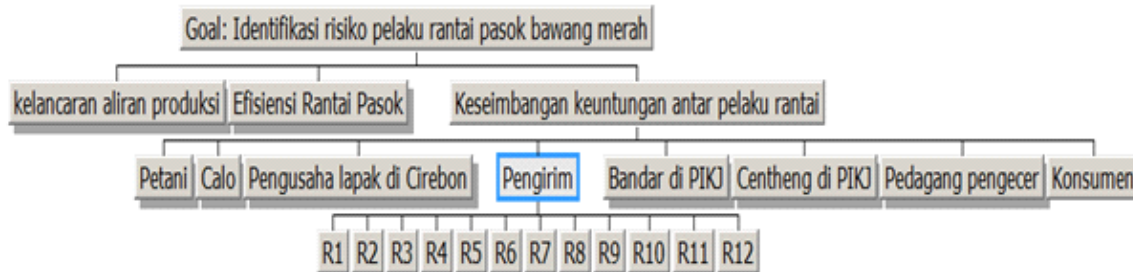 Goal: Identifikasi risiko pelaku rantai pasok bawang merah
kelancaran aliran produksi Efisiensi Rantai Pasok Keseimbangan keuntungan antar pelaku rantai
Petani Calo Pengusaha lapak di Cirebon Pengirim Bandar di PIKJ Centheng di PIKJ Pedagang pengecer Konsumen
R1 R2 R3 R4 R5 R6 R7 R8 R9 R10 R11 R12